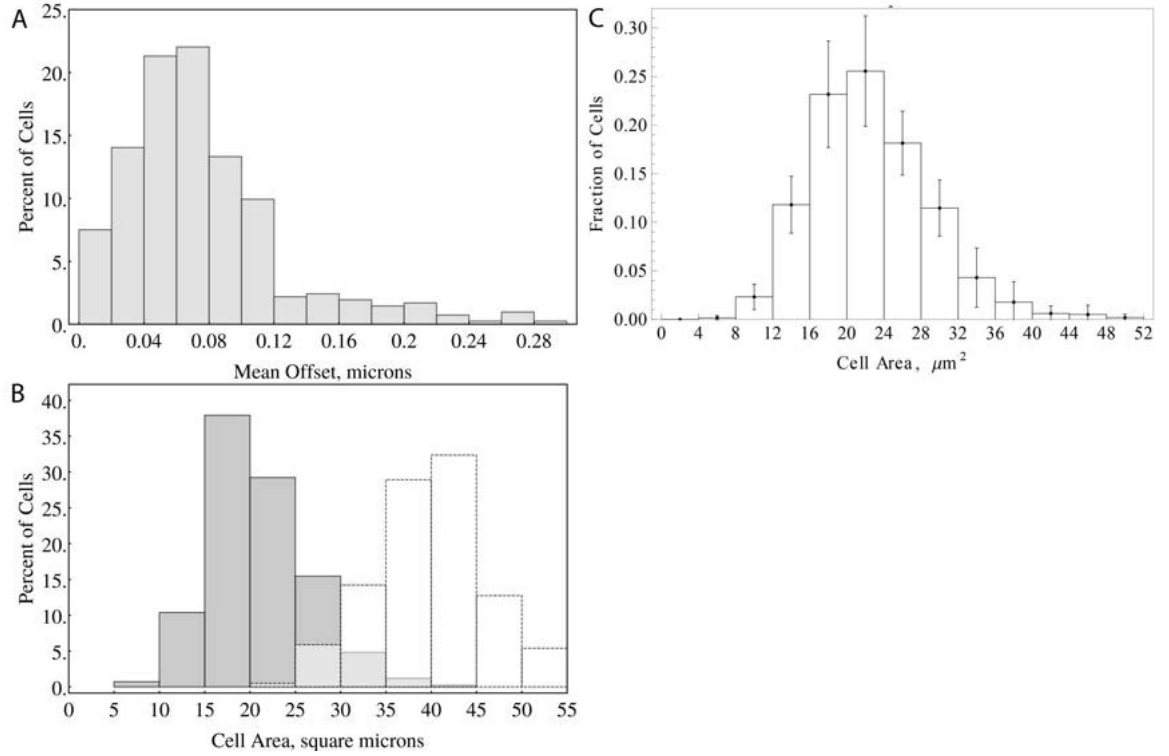 A
25.
20.
15.
10.
5.
0.
Percent of Cells
0. 0.04 0.08 0.12 0.16 0.2 0.24 0.28
Mean Offset, microns
C
0.30
0.25
0.20
0.15
0.10
0.05
0.00
Fraction of Cells
0 4 8 12 16 20 24 28 32 36 40 44 48 52
Cell Area, μm²
B
40.
35.
30.
25.
20.
15.
10.
5.
0.
Percent of Cells
0 5 10 15 20 25 30 35 40 45 50 55
Cell Area, square microns